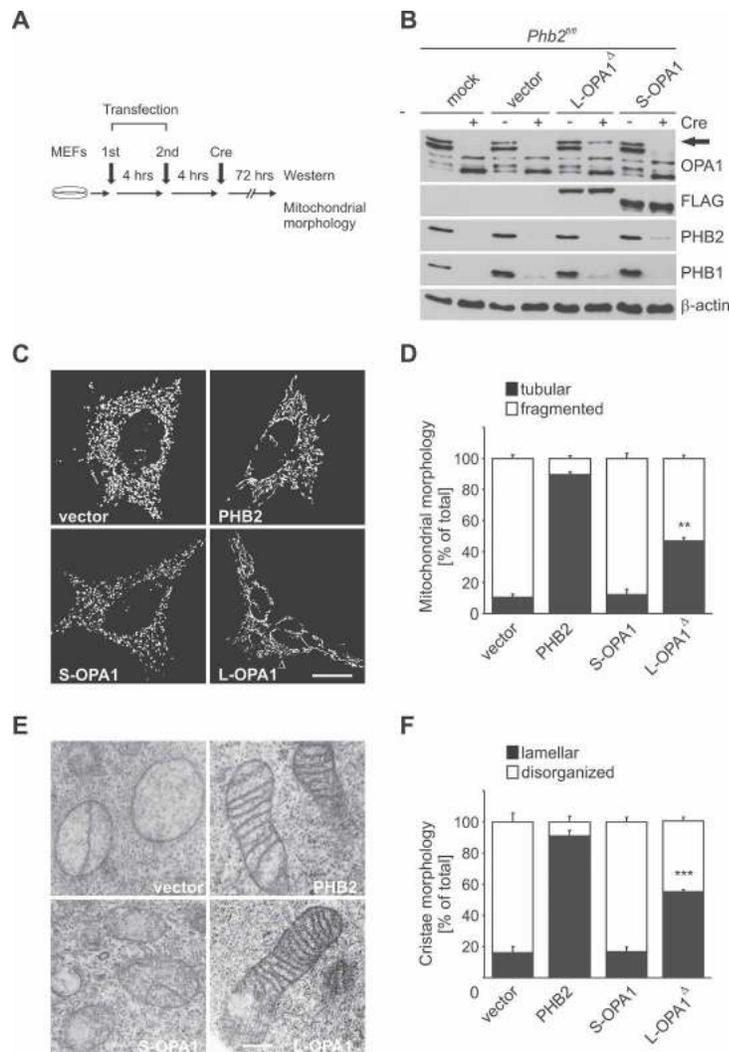 A
Transfection
MEFs 1st 2nd Cre
4 hrs 4 hrs 72 hrs Western
Mitochondrial
morphology
B
Phb2fl/fl
mock vector L-OPA1Δ S-OPA1
- + - + - + - + Cre
OPA1
FLAG
PHB2
PHB1
β-actin
C
vector PHB2
S-OPA1 L-OPA1Δ
D
tubular
fragmented
Mitochondrial morphology
[% of total]
100
80
60
40
20
0
**
vector PHB2 S-OPA1 L-OPA1Δ
E
vector PHB2
S-OPA1 L-OPA1
F
lamellar
disorganized
Cristae morphology
[% of total]
100
80
60
40
20
0
***
vector PHB2 S-OPA1 L-OPA1Δ